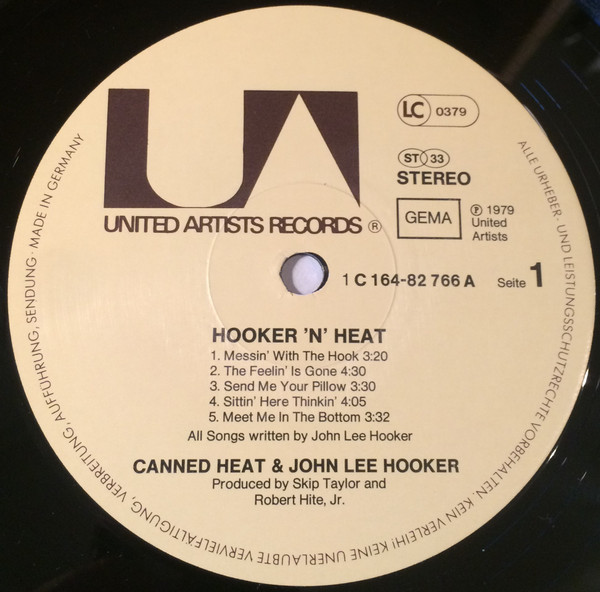 UA
UNITED ARTISTS RECORDS ®
LC 0379
ST 33
STEREO
GEMA
℗ 1979
United
Artists
1 C 164-82 766 A
Seite 1
HOOKER 'N' HEAT
1. Messin' With The Hook 3:20
2. The Feelin' Is Gone 4:30
3. Send Me Your Pillow 3:30
4. Sittin' Here Thinkin' 4:05
5. Meet Me In The Bottom 3:32
All Songs written by John Lee Hooker
CANNED HEAT & JOHN LEE HOOKER
Produced by Skip Taylor and
Robert Hite, Jr.
ALLE URHEBER- UND LEISTUNGSSCHUTZRECHTE VORBEHALTEN. KEIN VERLEIH! KEINE UNERLAUBTE VERVIELFÄLTIGUNG, VERBREITUNG, AUFFÜHRUNG, SENDUNG · MADE IN GERMANY